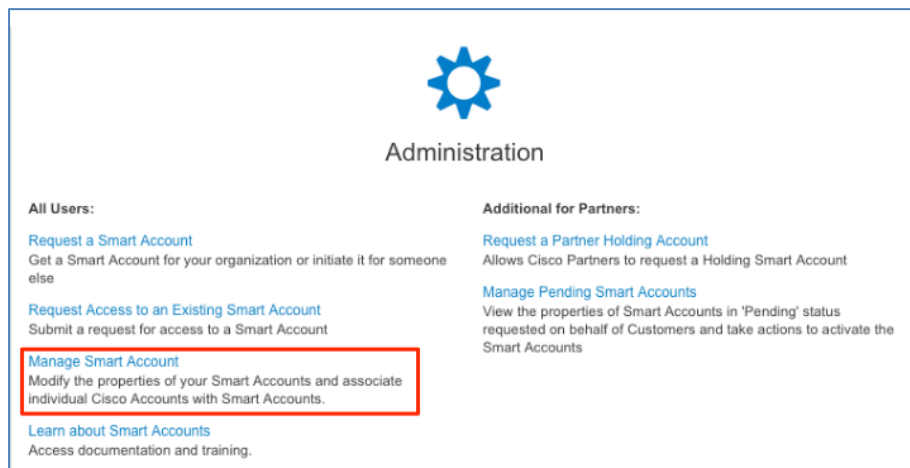 Administration
All Users:
Request a Smart Account
Get a Smart Account for your organization or initiate it for someone
else
Request Access to an Existing Smart Account
Submit a request for access to a Smart Account
Manage Smart Account
Modify the properties of your Smart Accounts and associate
individual Cisco Accounts with Smart Accounts.
Learn about Smart Accounts
Access documentation and training.
Additional for Partners:
Request a Partner Holding Account
Allows Cisco Partners to request a Holding Smart Account
Manage Pending Smart Accounts
View the properties of Smart Accounts in 'Pending' status
requested on behalf of Customers and take actions to activate the
Smart Accounts